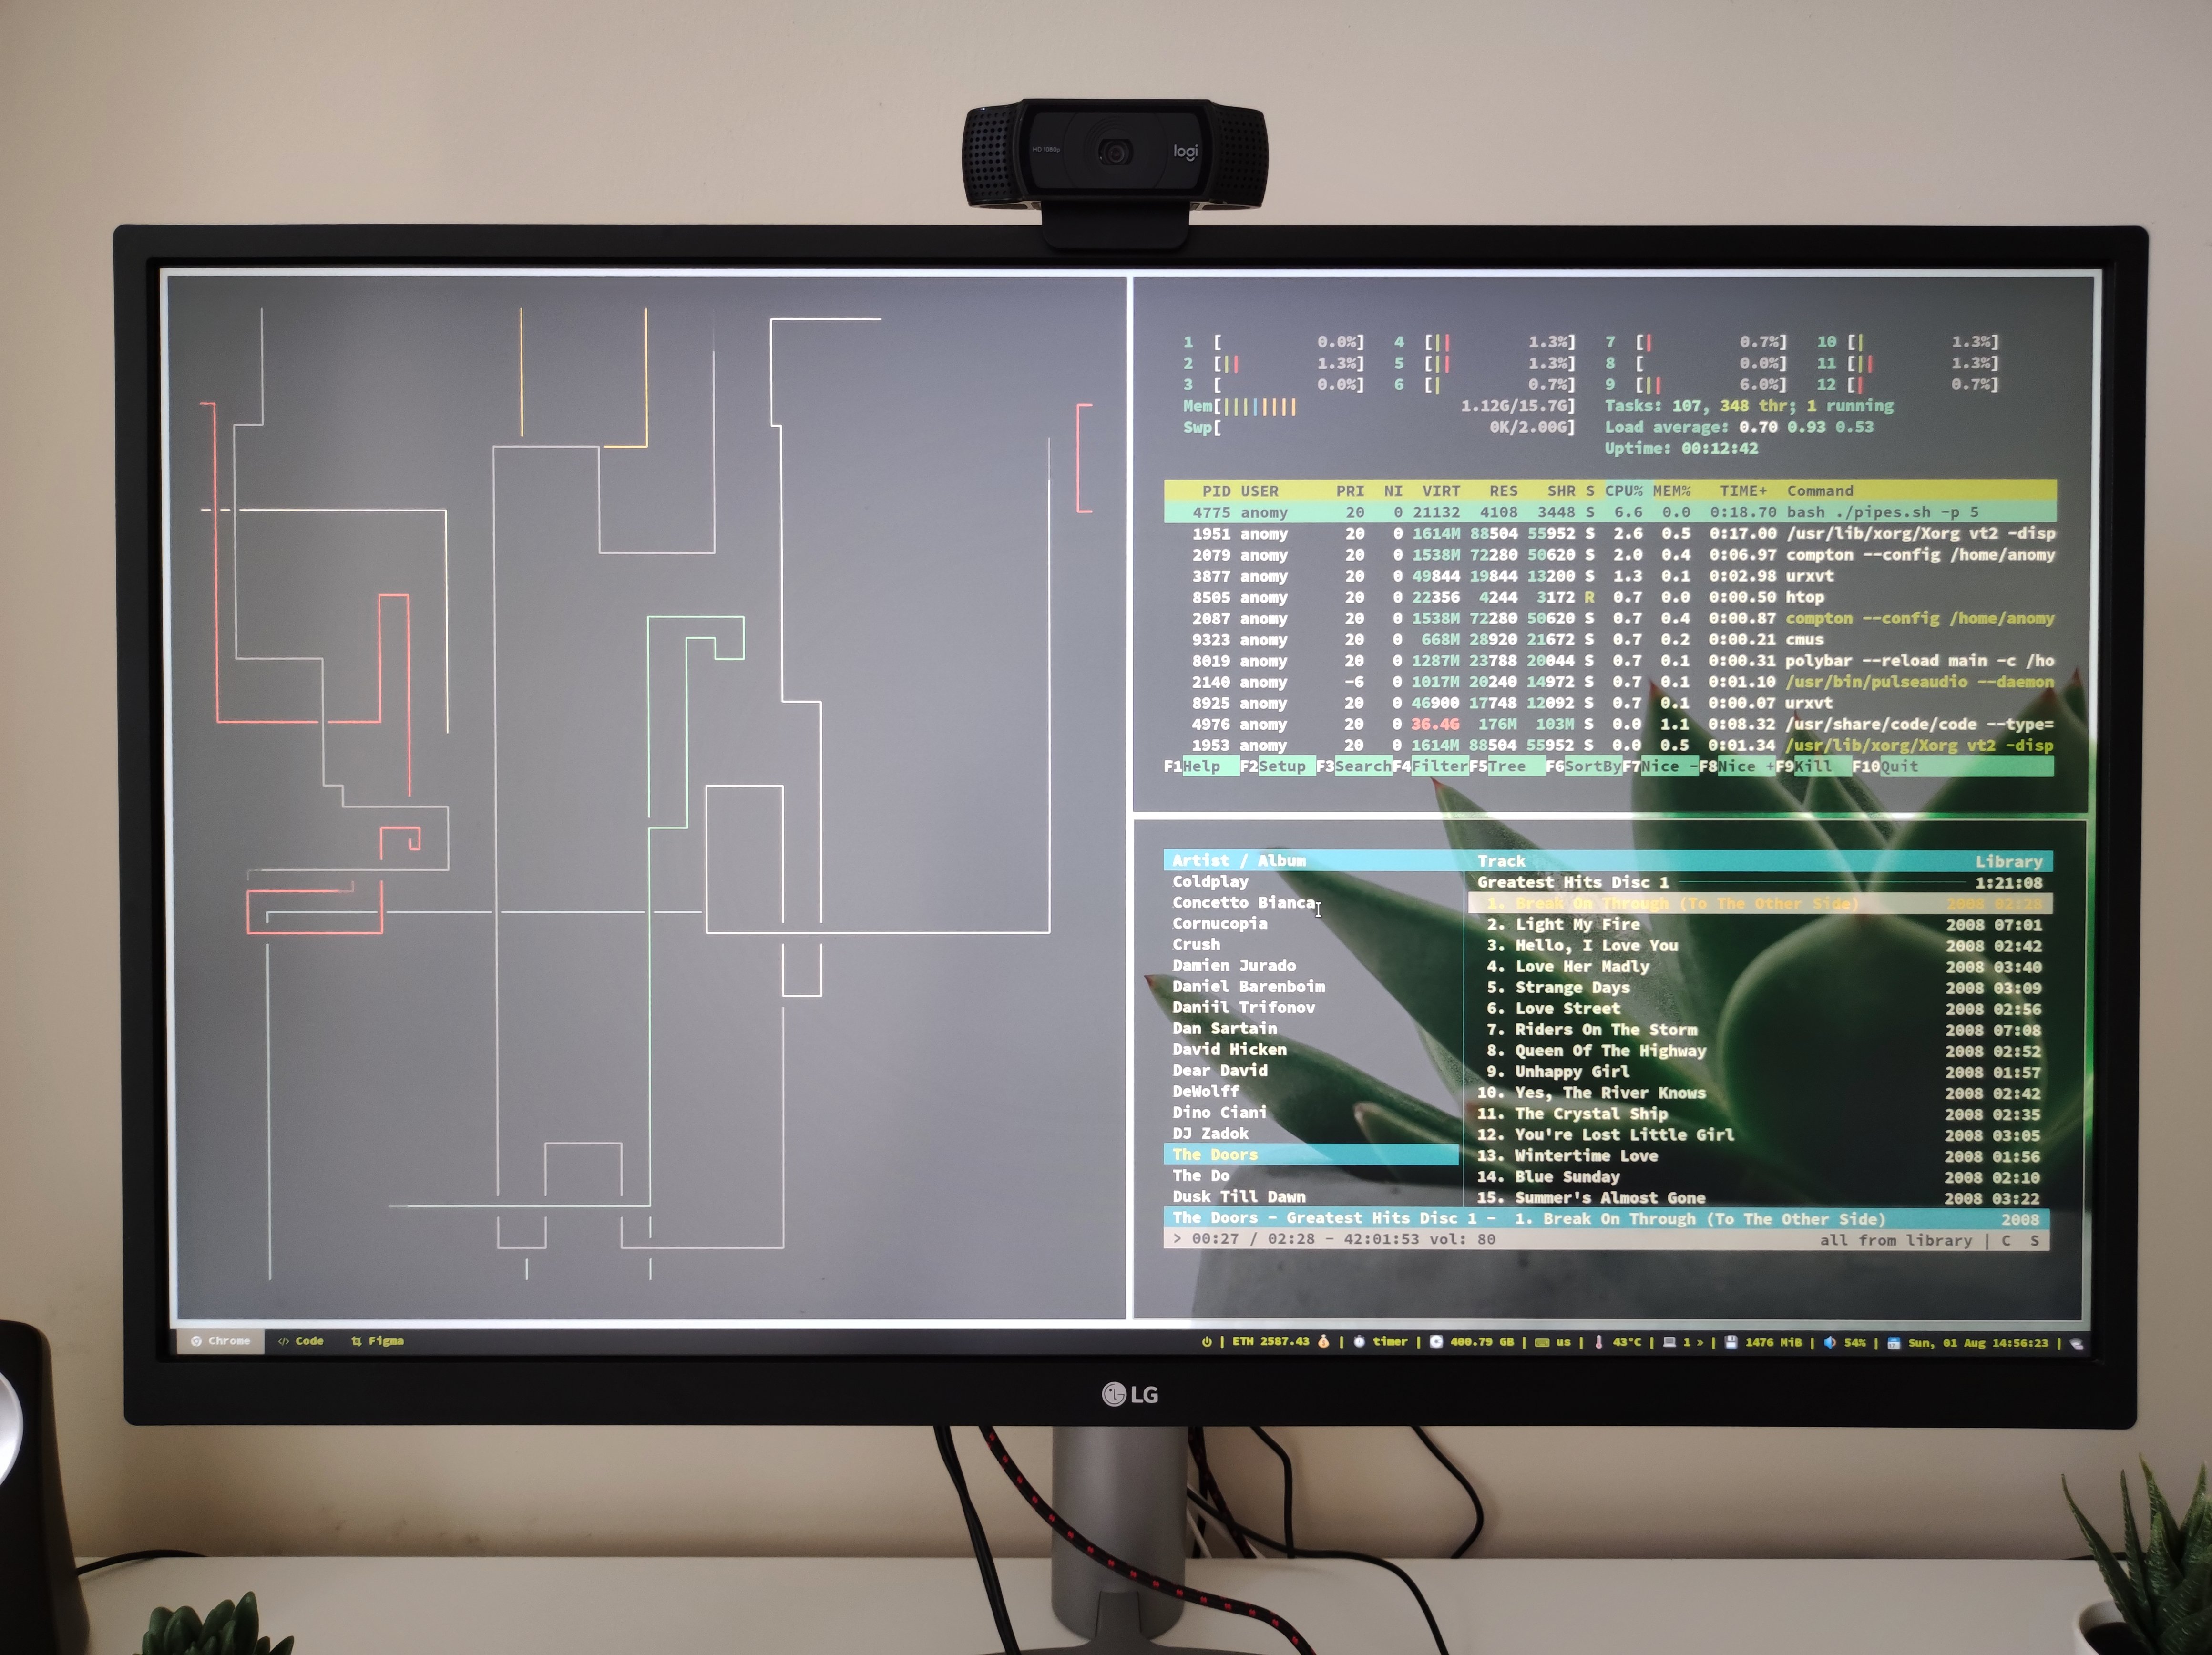 HD 1080p
logi
1 [ 0.0%] 4 [|| 1.3%] 7 [| 0.7%] 10 [| 1.3%]
2 [|| 1.3%] 5 [|| 1.3%] 8 [ 0.0%] 11 [|| 1.3%]
3 [ 0.0%] 6 [| 0.7%] 9 [|| 6.0%] 12 [| 0.7%]
Mem[|||||||| 1.12G/15.7G] Tasks: 107, 348 thr; 1 running
Swp[ 0K/2.00G] Load average: 0.70 0.93 0.53
Uptime: 00:12:42
PID USER PRI NI VIRT RES SHR S CPU% MEM% TIME+ Command
4775 anomy 20 0 21132 4108 3448 S 6.6 0.0 0:18.70 bash ./pipes.sh -p 5
1951 anomy 20 0 1614M 88504 55952 S 2.6 0.5 0:17.00 /usr/lib/xorg/Xorg vt2 -disp
2079 anomy 20 0 1538M 72280 50620 S 2.0 0.4 0:06.97 compton --config /home/anomy
3877 anomy 20 0 49844 19844 13200 S 1.3 0.1 0:02.98 urxvt
8505 anomy 20 0 22356 4244 3172 R 0.7 0.0 0:00.50 htop
2087 anomy 20 0 1538M 72280 50620 S 0.7 0.4 0:00.87 compton --config /home/anomy
9323 anomy 20 0 668M 28920 21672 S 0.7 0.2 0:00.21 cmus
8019 anomy 20 0 1287M 23788 20044 S 0.7 0.1 0:00.31 polybar --reload main -c /ho
2140 anomy -6 0 1017M 20240 14972 S 0.7 0.1 0:01.10 /usr/bin/pulseaudio --daemon
8925 anomy 20 0 46900 17748 12092 S 0.7 0.1 0:00.07 urxvt
4976 anomy 20 0 36.4G 176M 103M S 0.0 1.1 0:08.32 /usr/share/code/code --type=
1953 anomy 20 0 1614M 88504 55952 S 0.0 0.5 0:01.34 /usr/lib/xorg/Xorg vt2 -disp
F1Help F2Setup F3SearchF4FilterF5Tree F6SortByF7Nice -F8Nice +F9Kill F10Quit
Artist / Album Track Library
Coldplay Greatest Hits Disc 1 1:21:08
Concetto Bianca 1. Break On Through (To The Other Side) 2008 02:28
Cornucopia 2. Light My Fire 2008 07:01
Crush 3. Hello, I Love You 2008 02:42
Damien Jurado 4. Love Her Madly 2008 03:40
Daniel Barenboim 5. Strange Days 2008 03:09
Daniil Trifonov 6. Love Street 2008 02:56
Dan Sartain 7. Riders On The Storm 2008 07:08
David Hicken 8. Queen Of The Highway 2008 02:52
Dear David 9. Unhappy Girl 2008 01:57
DeWolff 10. Yes, The River Knows 2008 02:42
Dino Ciani 11. The Crystal Ship 2008 02:35
DJ Zadok 12. You're Lost Little Girl 2008 03:05
The Doors 13. Wintertime Love 2008 01:56
The Do 14. Blue Sunday 2008 02:10
Dusk Till Dawn 15. Summer's Almost Gone 2008 03:22
The Doors - Greatest Hits Disc 1 - 1. Break On Through (To The Other Side) 2008
> 00:27 / 02:28 - 42:01:53 vol: 80 all from library | C S
Chrome </> Code Figma | ETH 2587.43 | timer | 400.79 GB | us | 43°C | 1 > | 1476 MiB | 54% | Sun, 01 Aug 14:56:23 |
LG